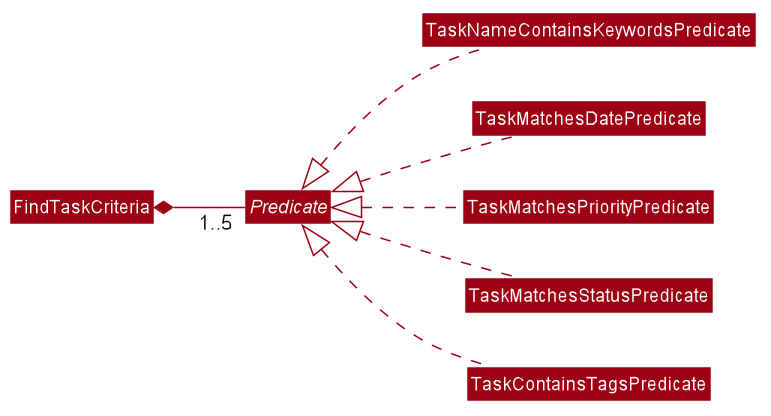 TaskNameContainsKeywordsPredicate
TaskMatchesDatePredicate
FindTaskCriteria
1..5
Predicate
TaskMatchesPriorityPredicate
TaskMatchesStatusPredicate
TaskContainsTagsPredicate